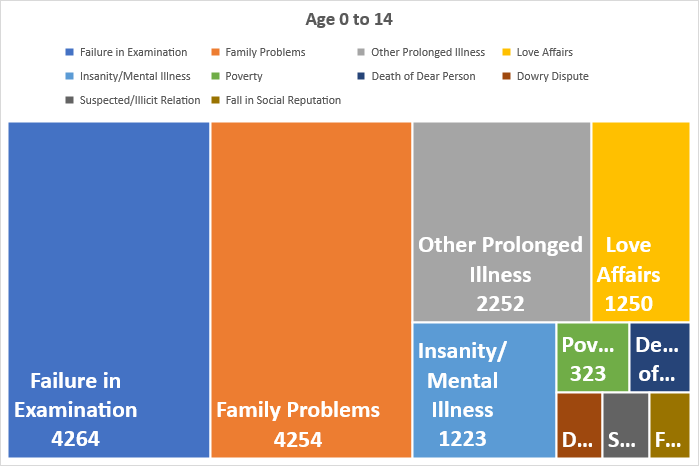 Age 0 to 14
Failure in Examination Family Problems Other Prolonged Illness Love Affairs
Insanity/Mental Illness Poverty Death of Dear Person Dowry Dispute
Suspected/Illicit Relation Fall in Social Reputation
Other Prolonged
Illness
2252
Love
Affairs
1250
Failure in
Examination
4264
Family Problems
4254
Insanity/
Mental
Illness
1223
Pov...
323
De...
of...
D...
S...
F...